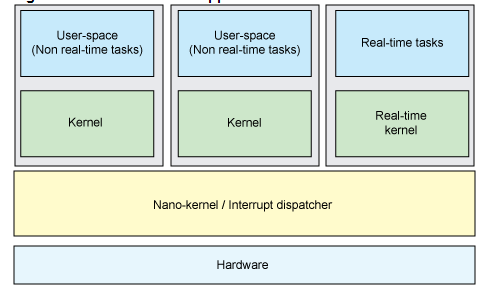 User-space
(Non real-time tasks)
User-space
(Non real-time tasks)
Real-time tasks
Kernel
Kernel
Real-time
kernel
Nano-kernel / Interrupt dispatcher
Hardware